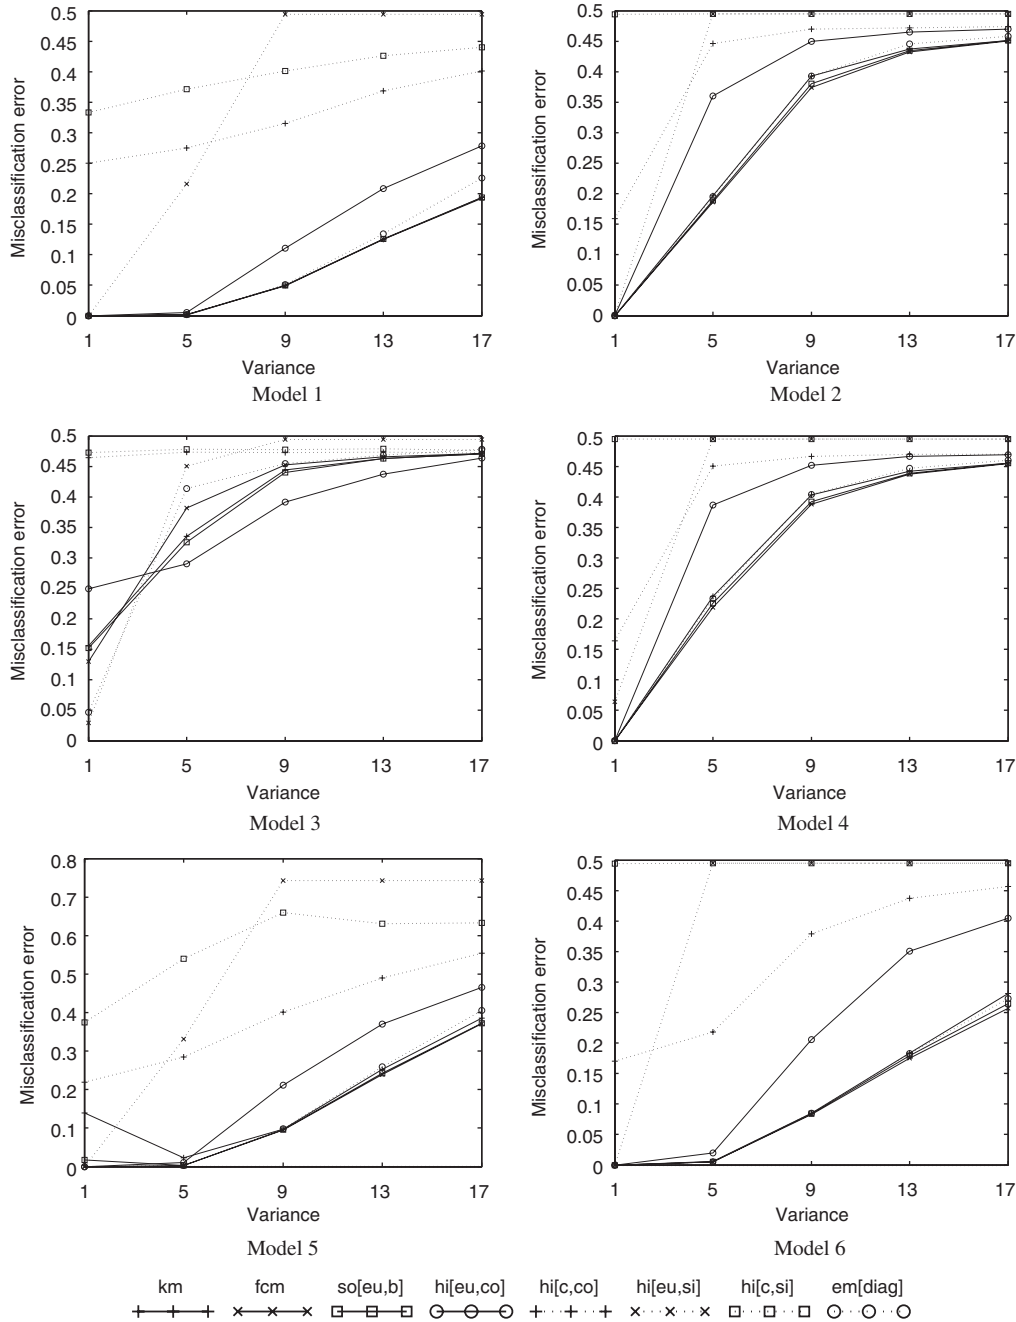 0.5
0.45
0.4
0.35
0.3
0.25
0.2
0.15
0.1
0.05
0
Misclassification error
1 5 9 13 17
Variance
Model 1
0.5
0.45
0.4
0.35
0.3
0.25
0.2
0.15
0.1
0.05
0
Misclassification error
1 5 9 13 17
Variance
Model 2
0.5
0.45
0.4
0.35
0.3
0.25
0.2
0.15
0.1
0.05
0
Misclassification error
1 5 9 13 17
Variance
Model 3
0.5
0.45
0.4
0.35
0.3
0.25
0.2
0.15
0.1
0.05
0
Misclassification error
1 5 9 13 17
Variance
Model 4
0.8
0.7
0.6
0.5
0.4
0.3
0.2
0.1
0
Misclassification error
1 5 9 13 17
Variance
Model 5
0.5
0.45
0.4
0.35
0.3
0.25
0.2
0.15
0.1
0.05
0
Misclassification error
1 5 9 13 17
Variance
Model 6
km fcm so[eu,b] hi[eu,co] hi[c,co] hi[eu,si] hi[c,si] em[diag]